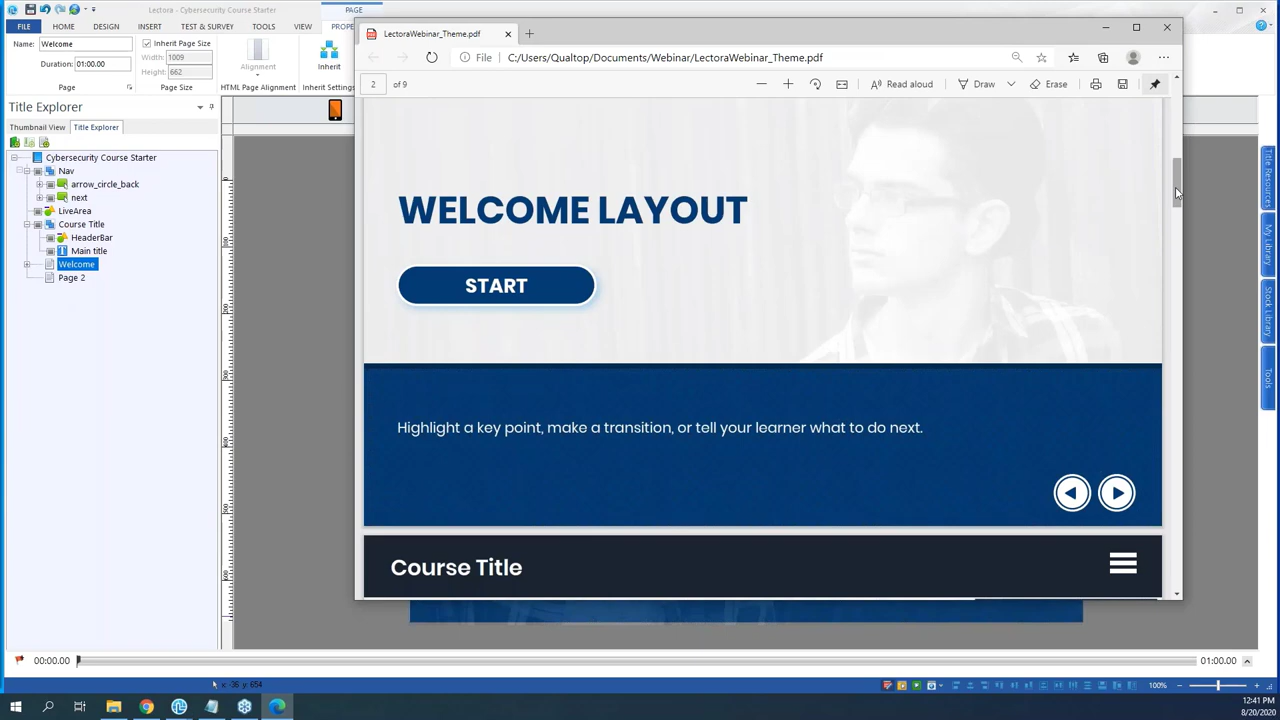 Lectora - Cybersecurity Course Starter
PAGE
FILE HOME DESIGN INSERT TEST & SURVEY TOOLS VIEW
Name: Welcome
Duration: 01:00.00
Page
Inherit Page Size
Width: 1009
Height: 662
Page Size
Alignment
HTML Page Alignment
Inherit
Inherit Settings
Title Explorer
Thumbnail View Title Explorer
Cybersecurity Course Starter
Nav
arrow_circle_back
next
LiveArea
Course Title
HeaderBar
Main title
Welcome
Page 2
LectoraWebinar_Theme.pdf
File C:/Users/Qualtop/Documents/Webinar/LectoraWebinar_Theme.pdf
2 of 9
Read aloud Draw Erase
WELCOME LAYOUT
START
Highlight a key point, make a transition, or tell your learner what to do next.
Course Title
Title Resources
My Library
Stock Library
Tools
00:00.00
01:00.00
x: -36 y: 654
100%
12:41 PM
8/20/2020